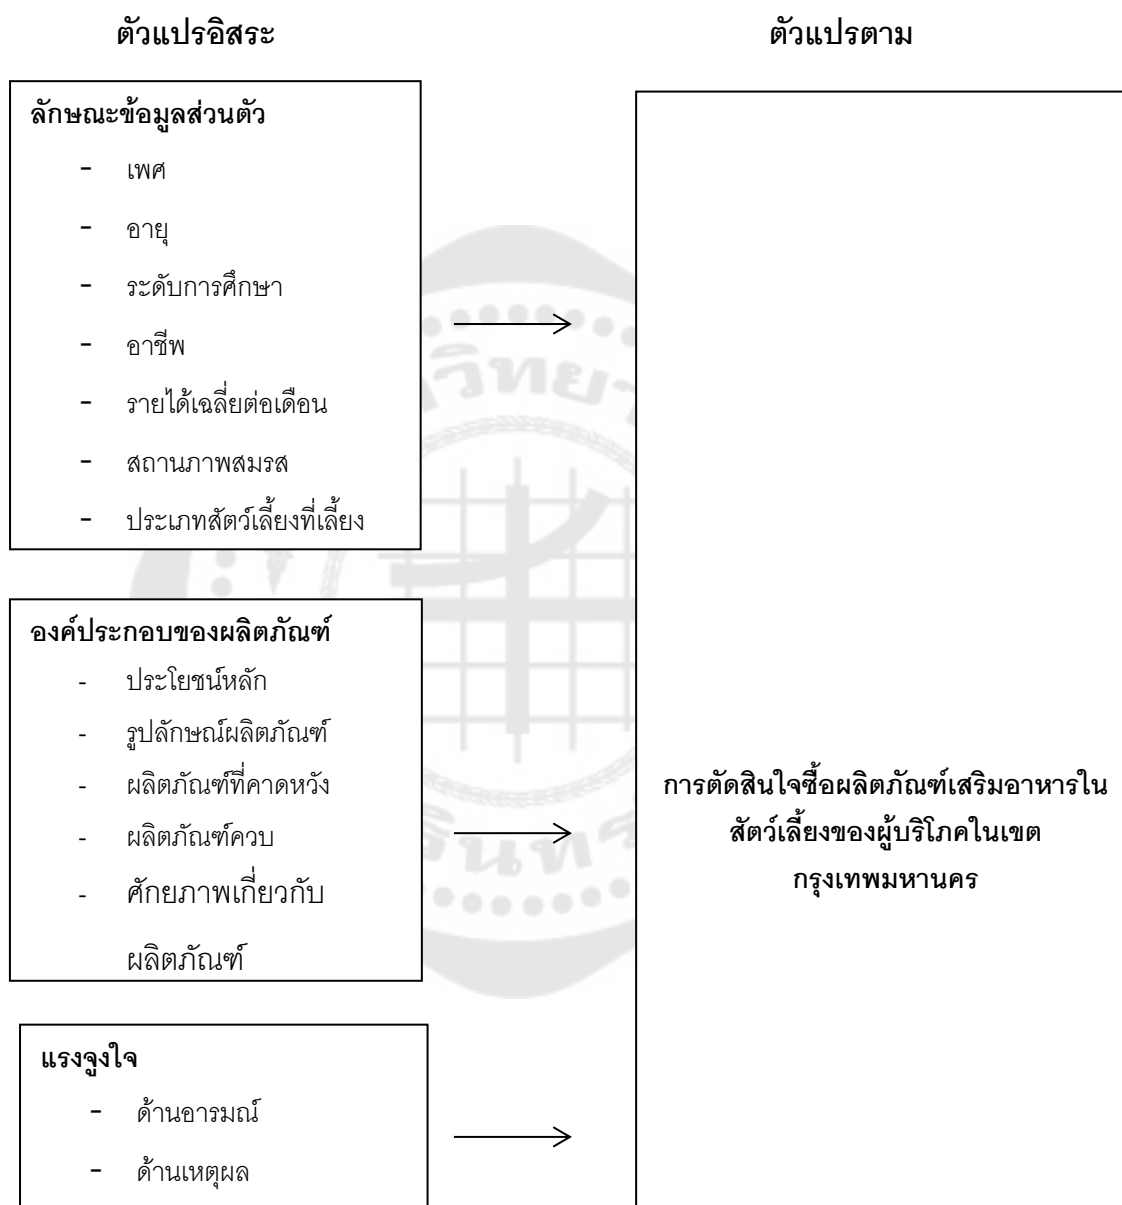 ตัวแปรอิสระ
ตัวแปรตาม
ลักษณะข้อมูลส่วนตัว
- เพศ
- อายุ
- ระดับการศึกษา
- อาชีพ
- รายได้เฉลี่ยต่อเดือน
- สถานภาพสมรส
- ประเภทสัตว์เลี้ยงที่เลี้ยง
องค์ประกอบของผลิตภัณฑ์
- ประโยชน์หลัก
- รูปลักษณ์ผลิตภัณฑ์
- ผลิตภัณฑ์ที่คาดหวัง
- ผลิตภัณฑ์ควบ
- ศักยภาพเกี่ยวกับ
ผลิตภัณฑ์
แรงจูงใจ
- ด้านอารมณ์
- ด้านเหตุผล
การตัดสินใจซื้อผลิตภัณฑ์เสริมอาหารใน
สัตว์เลี้ยงของผู้บริโภคในเขต
กรุงเทพมหานคร